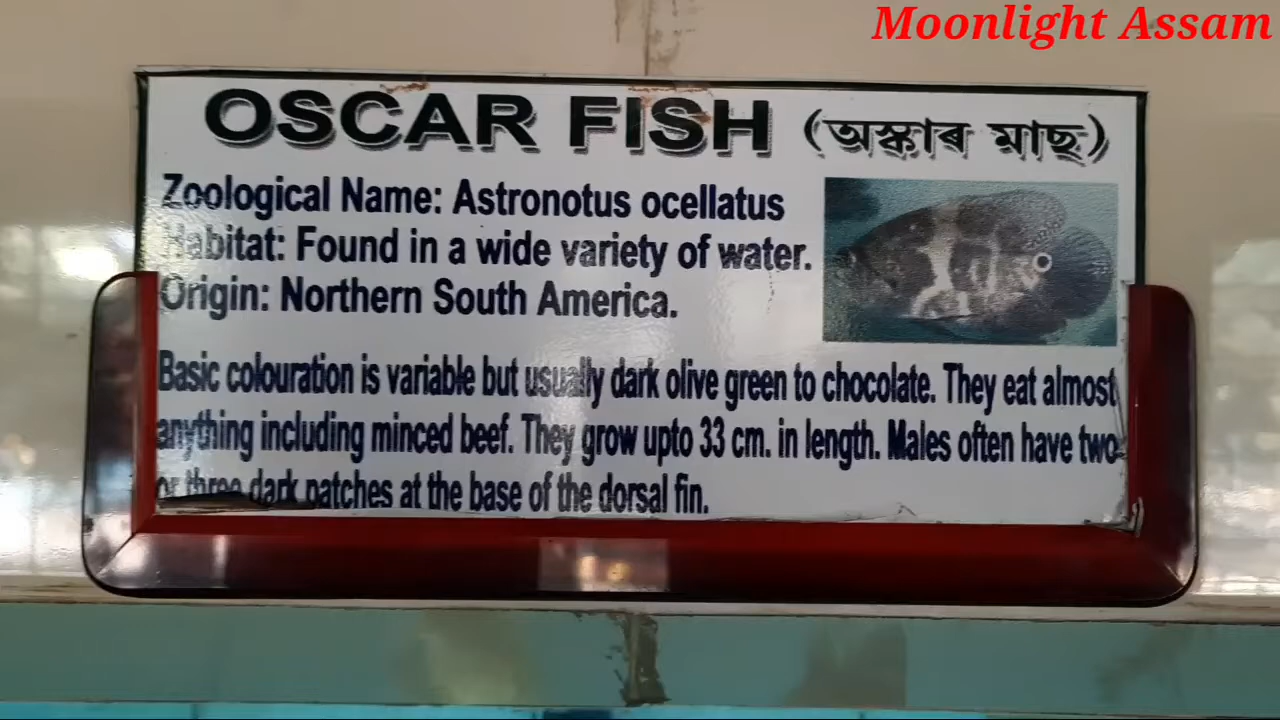 Moonlight Assam
OSCAR FISH (অস্কাৰ মাছ)
Zoological Name: Astronotus ocellatus
Habitat: Found in a wide variety of water.
Origin: Northern South America.
Basic colouration is variable but usually dark olive green to chocolate. They eat almost
anything including minced beef. They grow upto 33 cm. in length. Males often have two
or three dark patches at the base of the dorsal fin.